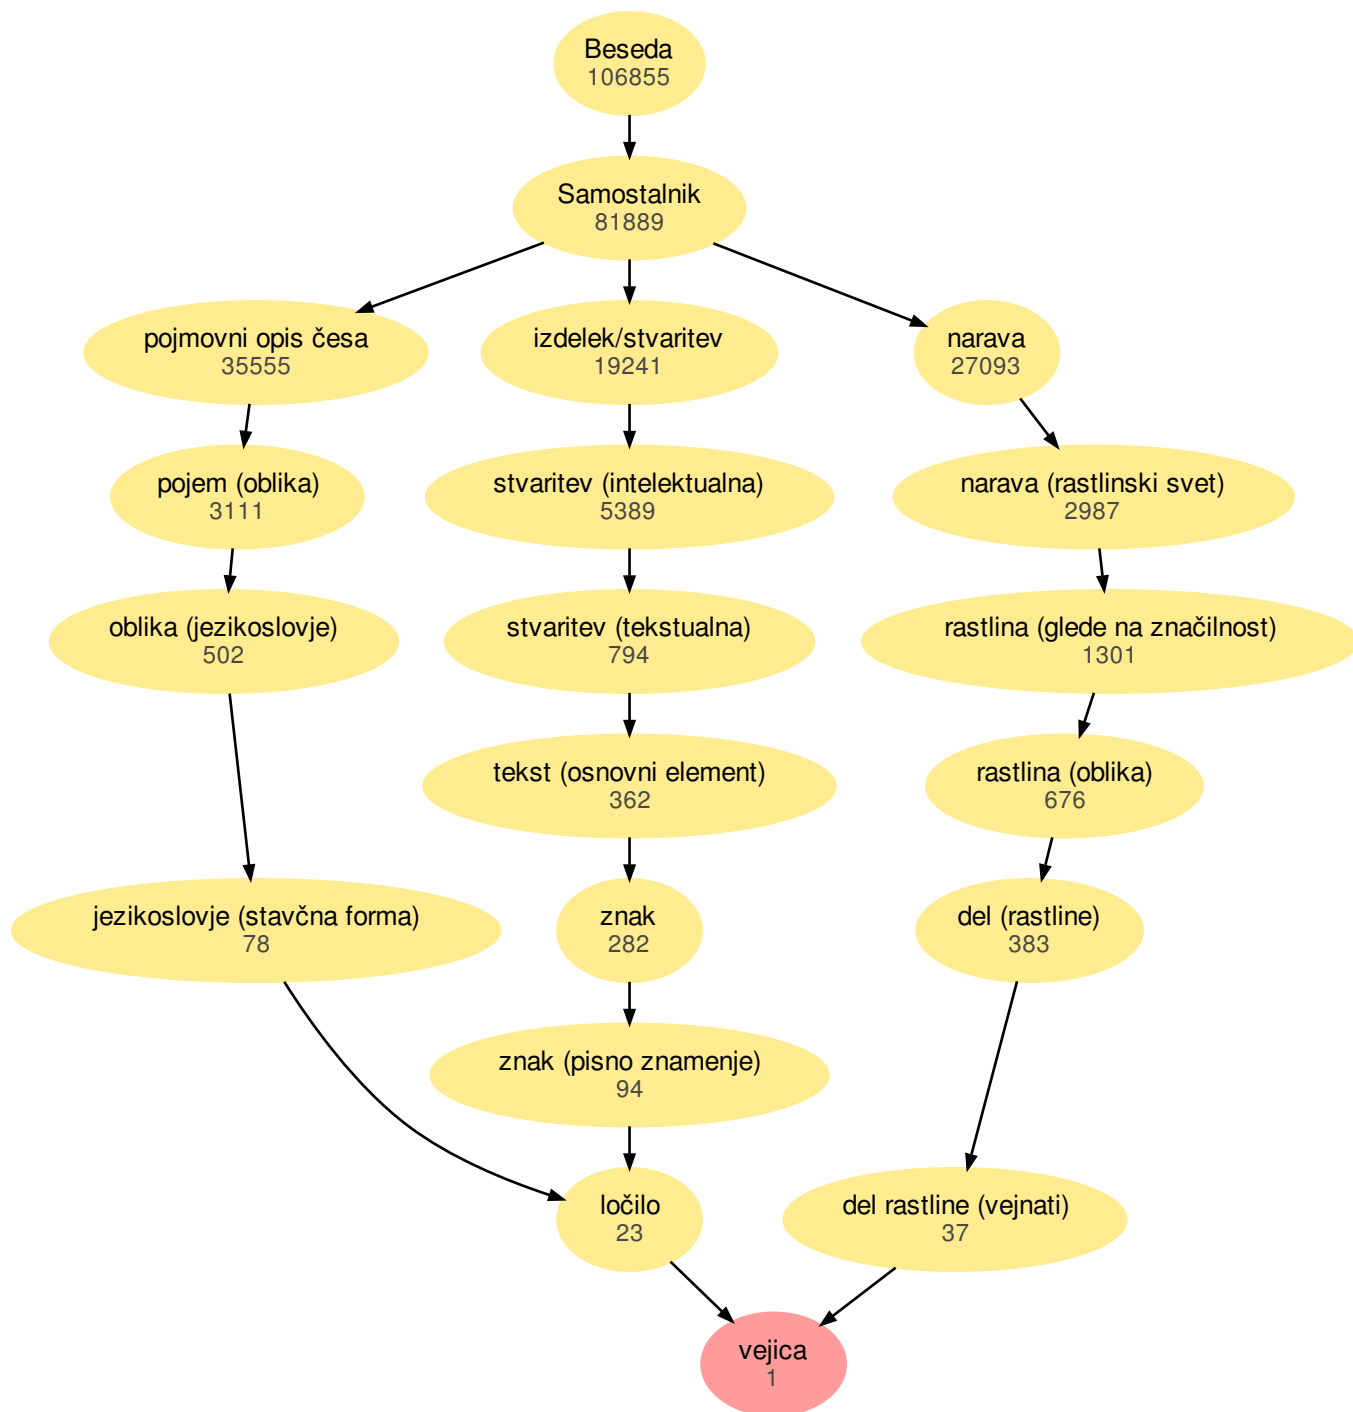 Beseda
106855
Samostalnik
81889
pojmovni opis česa
35555
izdelek/stvaritev
19241
narava
27093
pojem (oblika)
3111
stvaritev (intelektualna)
5389
narava (rastlinski svet)
2987
oblika (jezikoslovje)
502
stvaritev (tekstualna)
794
rastlina (glede na značilnost)
1301
tekst (osnovni element)
362
rastlina (oblika)
676
jezikoslovje (stavčna forma)
78
znak
282
del (rastline)
383
znak (pisno znamenje)
94
ločilo
23
del rastline (vejnati)
37
vejica
1